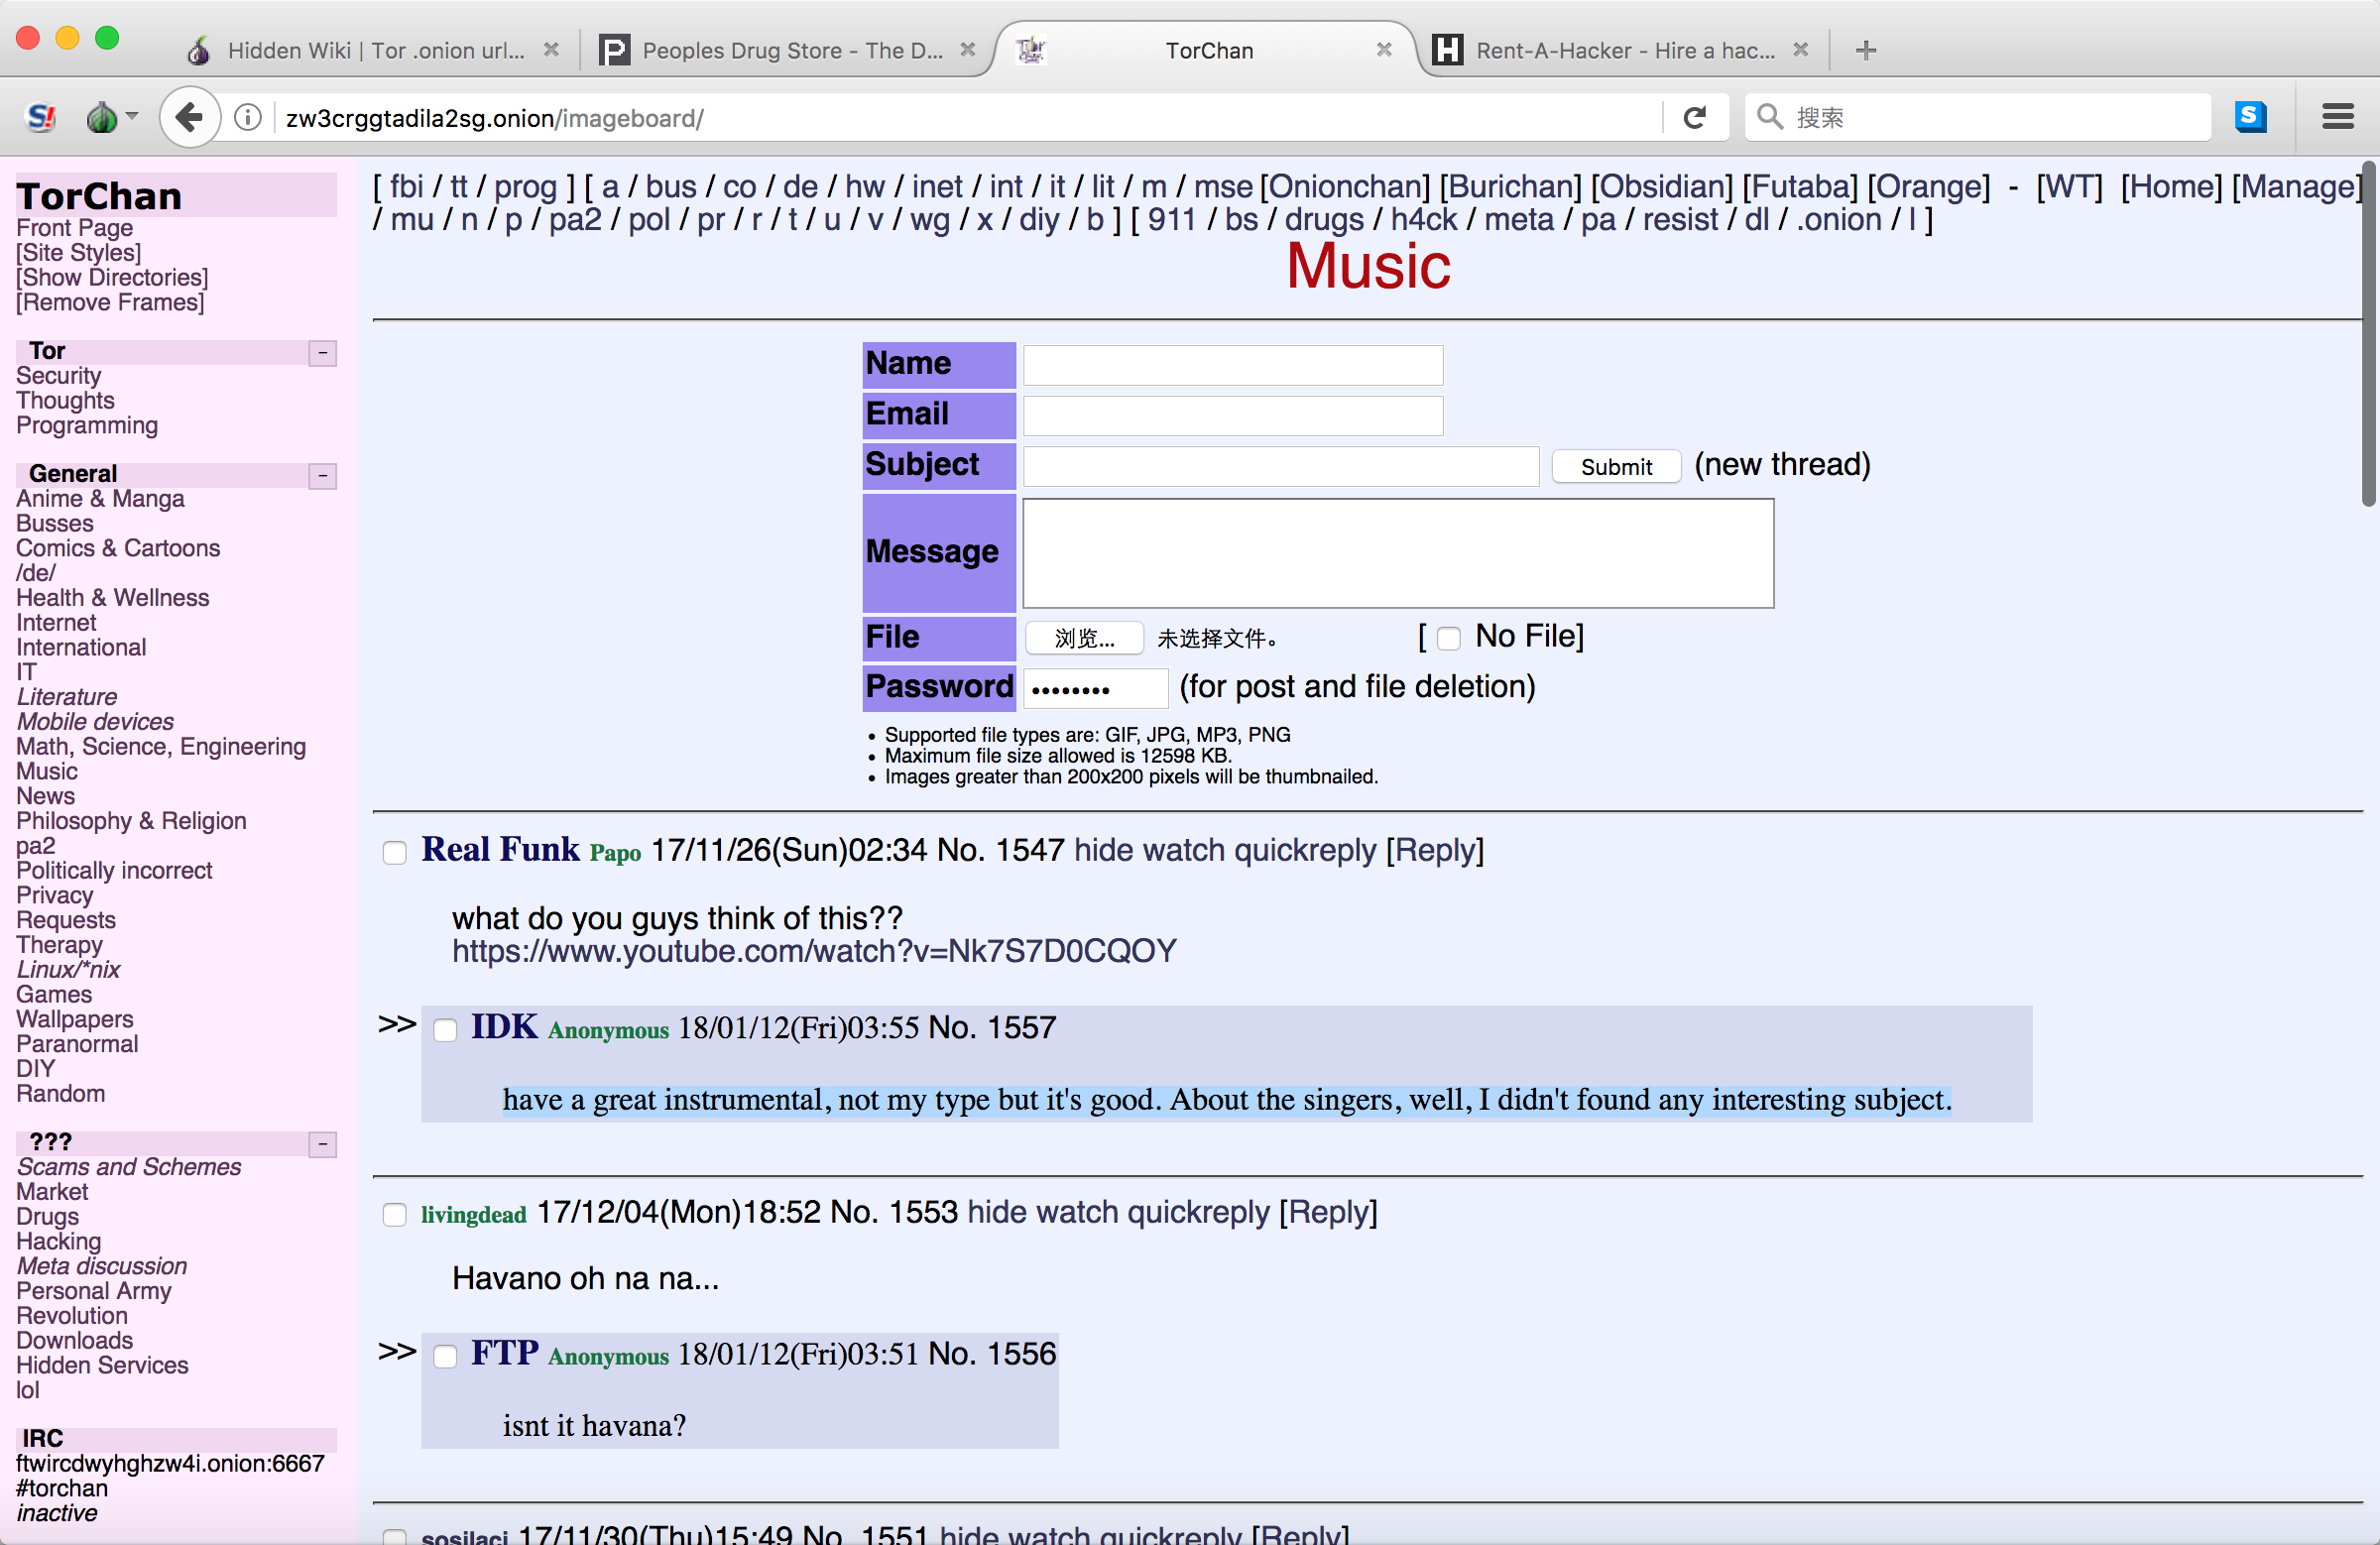 Hidden Wiki | Tor .onion url...
Peoples Drug Store - The D...
TorChan
Rent-A-Hacker - Hire a hac...
zw3crggtadila2sg.onion/imageboard/
搜索
TorChan
Front Page
[Site Styles]
[Show Directories]
[Remove Frames]
Tor
Security
Thoughts
Programming
General
Anime & Manga
Busses
Comics & Cartoons
/de/
Health & Wellness
Internet
International
IT
Literature
Mobile devices
Math, Science, Engineering
Music
News
Philosophy & Religion
pa2
Politically incorrect
Privacy
Requests
Therapy
Linux/*nix
Games
Wallpapers
Paranormal
DIY
Random
???
Scams and Schemes
Market
Drugs
Hacking
Meta discussion
Personal Army
Revolution
Downloads
Hidden Services
lol
IRC
ftwircdwyhghzw4i.onion:6667
#torchan
inactive
[ fbi / tt / prog ] [ a / bus / co / de / hw / inet / int / it / lit / m / mse [Onionchan] [Burichan] [Obsidian] [Futaba] [Orange] - [WT] [Home] [Manage]
/ mu / n / p / pa2 / pol / pr / r / t / u / v / wg / x / diy / b ] [ 911 / bs / drugs / h4ck / meta / pa / resist / dl / .onion / l ]
Music
Name
Email
Subject Submit (new thread)
Message
File 浏览... 未选择文件。 [ No File]
Password •••••••• (for post and file deletion)
• Supported file types are: GIF, JPG, MP3, PNG
• Maximum file size allowed is 12598 KB.
• Images greater than 200x200 pixels will be thumbnailed.
Real Funk Papo 17/11/26(Sun)02:34 No. 1547 hide watch quickreply [Reply]
what do you guys think of this??
https://www.youtube.com/watch?v=Nk7S7D0CQOY
>> IDK Anonymous 18/01/12(Fri)03:55 No. 1557
have a great instrumental, not my type but it's good. About the singers, well, I didn't found any interesting subject.
livingdead 17/12/04(Mon)18:52 No. 1553 hide watch quickreply [Reply]
Havano oh na na...
>> FTP Anonymous 18/01/12(Fri)03:51 No. 1556
isnt it havana?
sosilaci 17/11/30(Thu)15:49 No. 1551 hide watch quickreply [Reply]